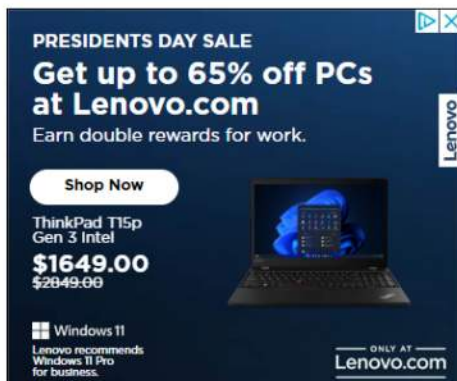 PRESIDENTS DAY SALE
Get up to 65% off PCs
at Lenovo.com
Earn double rewards for work.
Lenovo
Shop Now
ThinkPad T15p
Gen 3 Intel
$1649.00
$2849.00
Windows 11
Lenovo recommends
Windows 11 Pro
for business.
ONLY AT
Lenovo.com